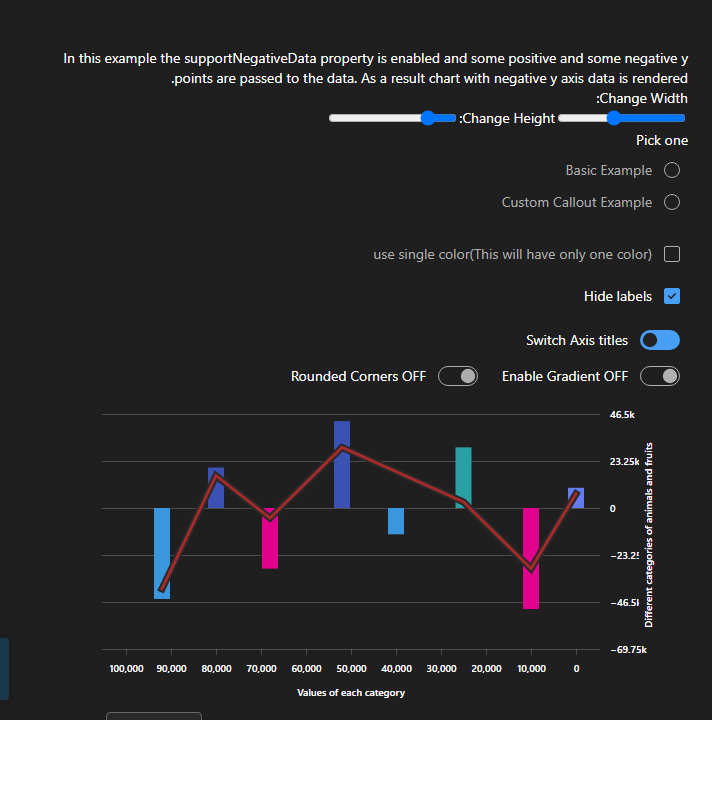 In this example the supportNegativeData property is enabled and some positive and some negative y
.points are passed to the data. As a result chart with negative y axis data is rendered
:Change Width
:Change Height
Pick one
Basic Example
Custom Callout Example
use single color(This will have only one color)
Hide labels
Switch Axis titles
Rounded Corners OFF Enable Gradient OFF
46.5k
23.25k
0
−23.2
−46.5
−69.75k
Different categories of animals and fruits
100,000 90,000 80,000 70,000 60,000 50,000 40,000 30,000 20,000 10,000 0
Values of each category